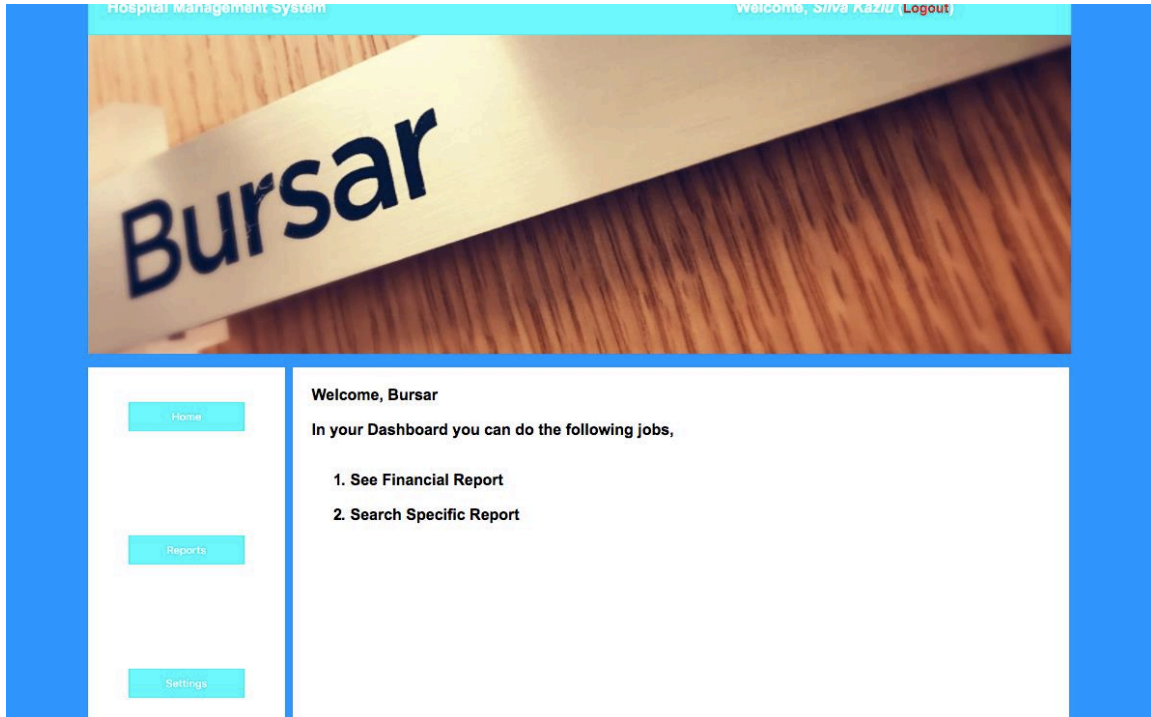 Hospital Management System
Welcome, Silva Kaziu (Logout)
Bursar
Home
Reports
Settings
Welcome, Bursar
In your Dashboard you can do the following jobs,
1. See Financial Report
2. Search Specific Report